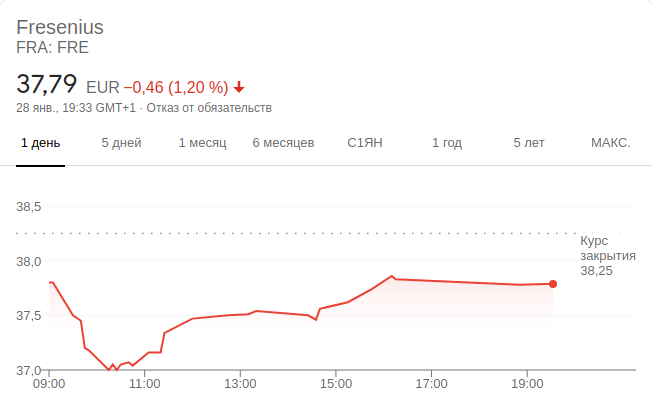 Fresenius
FRA: FRE
37,79 EUR −0,46 (1,20 %)
28 янв., 19:33 GMT+1 · Отказ от обязательств
1 день 5 дней 1 месяц 6 месяцев С1ЯН 1 год 5 лет МАКС.
38,5
Курс
закрытия
38,25
38,0
37,5
37,0
09:00 11:00 13:00 15:00 17:00 19:00